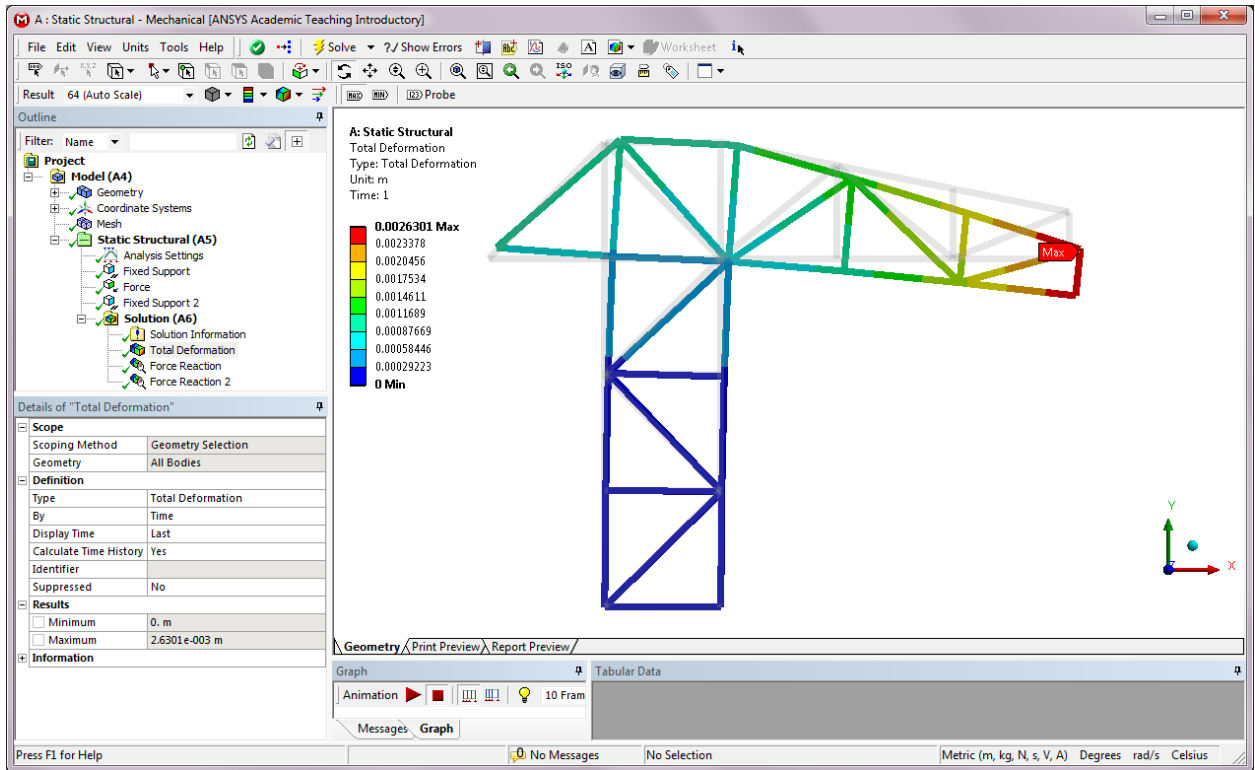 A : Static Structural - Mechanical [ANSYS Academic Teaching Introductory]
File Edit View Units Tools Help Solve ?/ Show Errors Worksheet
Result 64 (Auto Scale) MAX MIN 123 Probe
Outline
Filter: Name
Project
Model (A4)
Geometry
Coordinate Systems
Mesh
Static Structural (A5)
Analysis Settings
Fixed Support
Force
Fixed Support 2
Solution (A6)
Solution Information
Total Deformation
Force Reaction
Force Reaction 2
Details of "Total Deformation"
Scope
Scoping Method Geometry Selection
Geometry All Bodies
Definition
Type Total Deformation
By Time
Display Time Last
Calculate Time History Yes
Identifier
Suppressed No
Results
Minimum 0. m
Maximum 2.6301e-003 m
Information
A: Static Structural
Total Deformation
Type: Total Deformation
Unit: m
Time: 1
0.0026301 Max
0.0023378
0.0020456
0.0017534
0.0014611
0.0011689
0.00087669
0.00058446
0.00029223
0 Min
Max
Y
X
Geometry Print Preview Report Preview
Graph
Animation 10 Fram
Messages Graph
Tabular Data
Press F1 for Help No Messages No Selection Metric (m, kg, N, s, V, A) Degrees rad/s Celsius